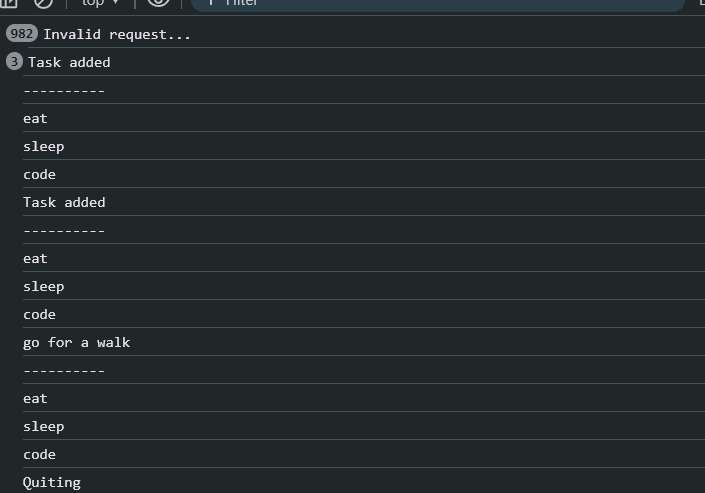 top
Filter
982 Invalid request...
3 Task added
----------
eat
sleep
code
Task added
----------
eat
sleep
code
go for a walk
----------
eat
sleep
code
Quiting